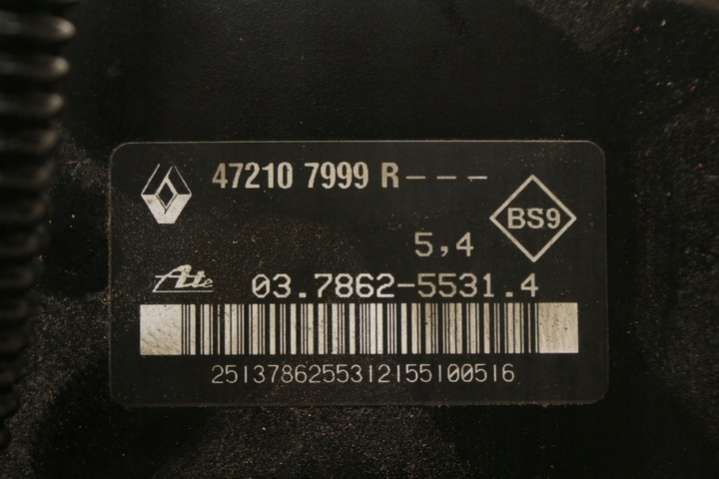 47210 7999 R---
BS9
5,4
Ate
03.7862-5531.4
2513786255312155100516